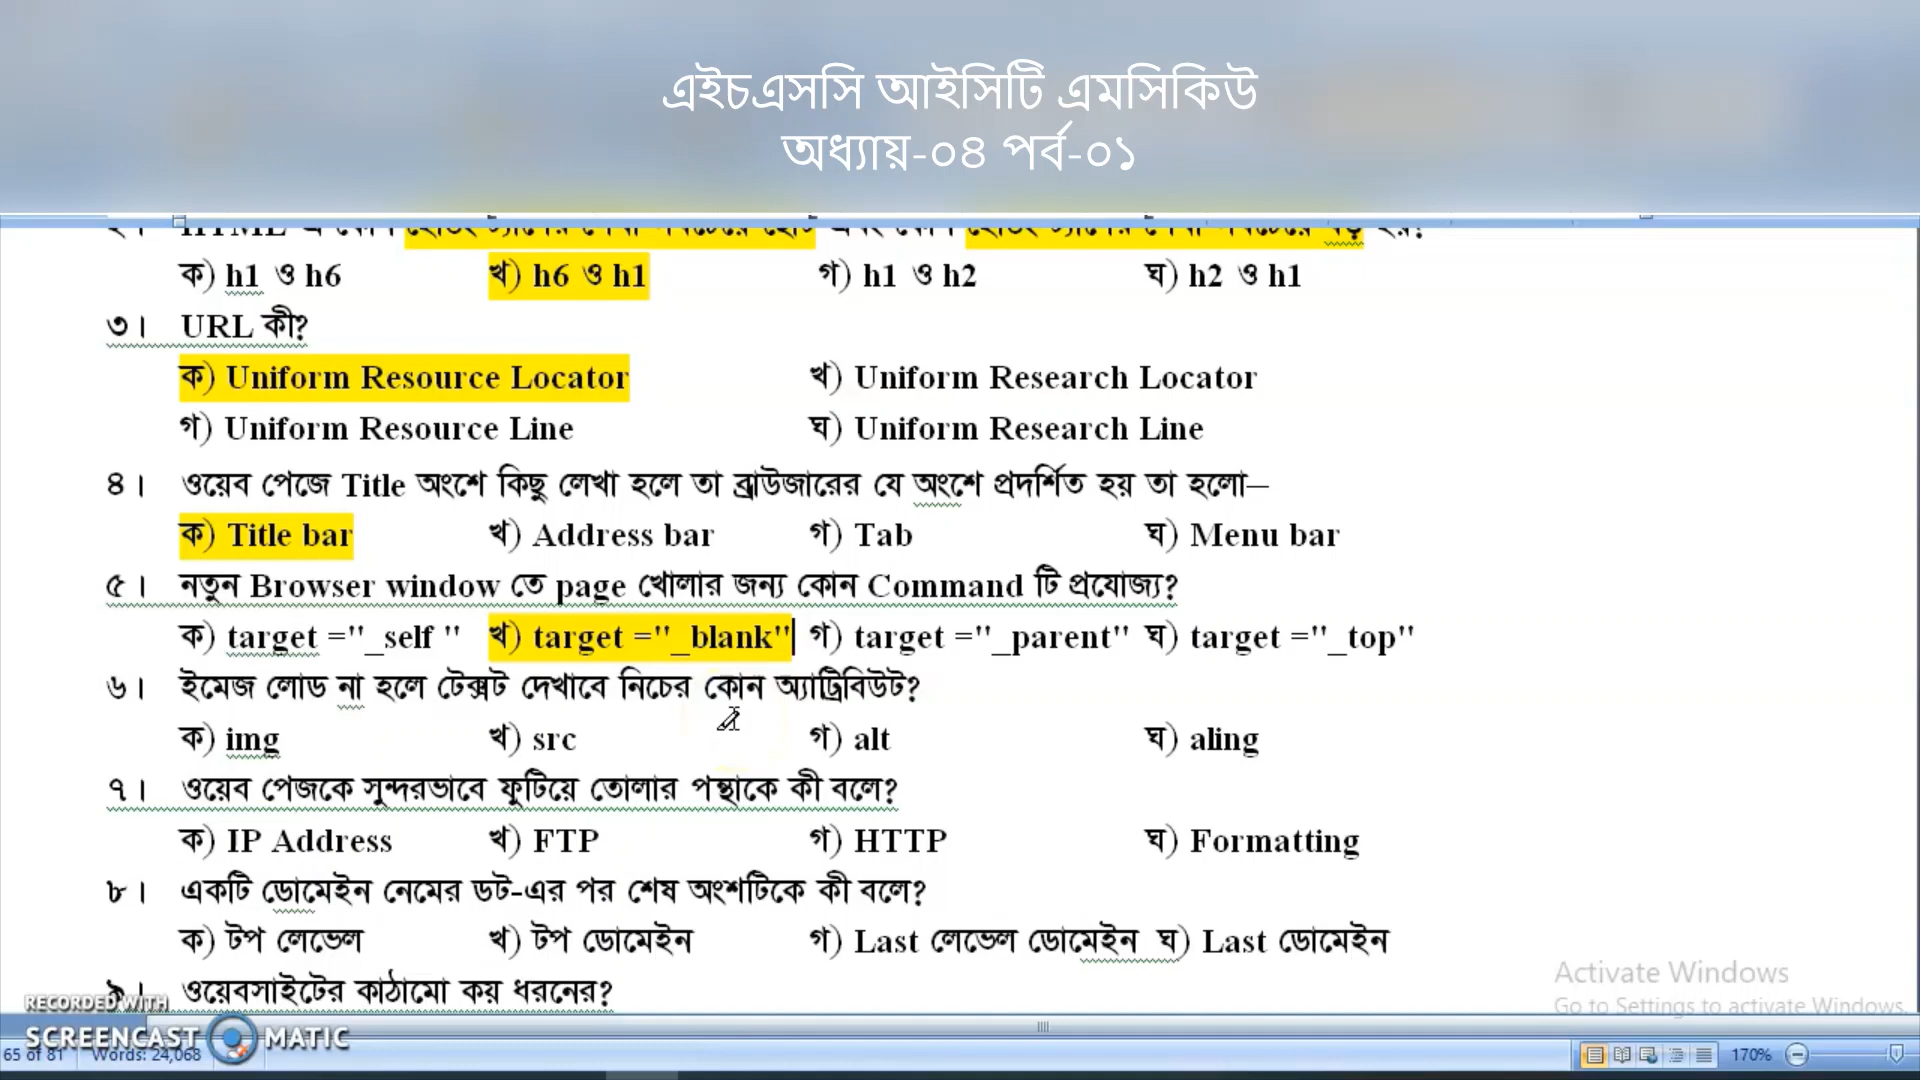 এইচএসসি আইসিটি এমসিকিউ
অধ্যায়-০৪ পর্ব-০১
ক) h1 ও h6 খ) h6 ও h1 গ) h1 ও h2 ঘ) h2 ও h1
৩। URL কী?
ক) Uniform Resource Locator খ) Uniform Research Locator
গ) Uniform Resource Line ঘ) Uniform Research Line
৪। ওয়েব পেজে Title অংশে কিছু লেখা হলে তা ব্রাউজারের যে অংশে প্রদর্শিত হয় তা হলো—
ক) Title bar খ) Address bar গ) Tab ঘ) Menu bar
৫। নতুন Browser window তে page খোলার জন্য কোন Command টি প্রযোজ্য?
ক) target ="_self " খ) target ="_blank" গ) target ="_parent" ঘ) target ="_top"
৬। ইমেজ লোড না হলে টেক্সট দেখাবে নিচের কোন অ্যাট্রিবিউট?
ক) img খ) src গ) alt ঘ) aling
৭। ওয়েব পেজকে সুন্দরভাবে ফুটিয়ে তোলার পন্থাকে কী বলে?
ক) IP Address খ) FTP গ) HTTP ঘ) Formatting
৮। একটি ডোমেইন নেমের ডট-এর পর শেষ অংশটিকে কী বলে?
ক) টপ লেভেল খ) টপ ডোমেইন গ) Last লেভেল ডোমেইন ঘ) Last ডোমেইন
৯। ওয়েবসাইটের কাঠামো কয় ধরনের?
Activate Windows
Go to Settings to activate Windows.
RECORDED WITH
SCREENCAST MATIC
65 of 81 Words: 24,068 170%